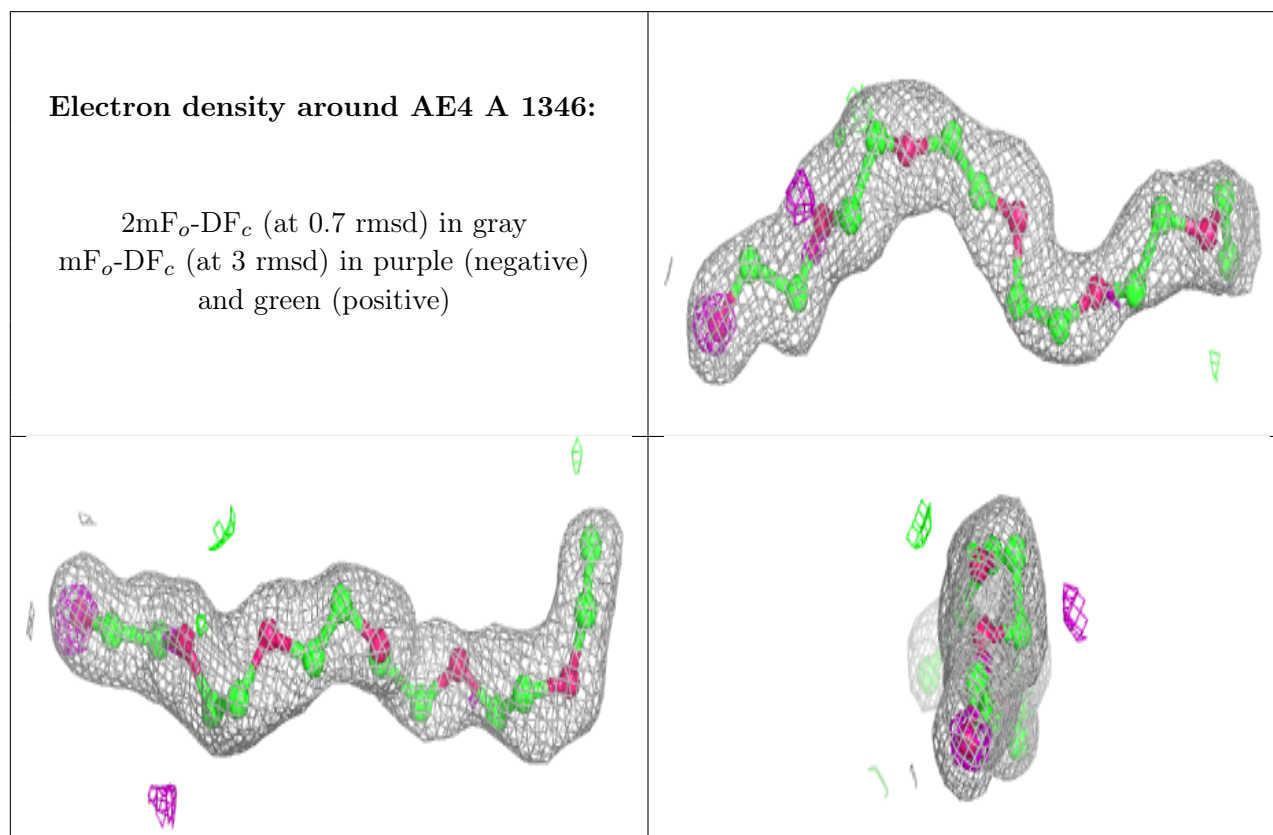 Electron density around AE4 A 1346:
2mFo-DFc (at 0.7 rmsd) in gray
mFo-DFc (at 3 rmsd) in purple (negative)
and green (positive)